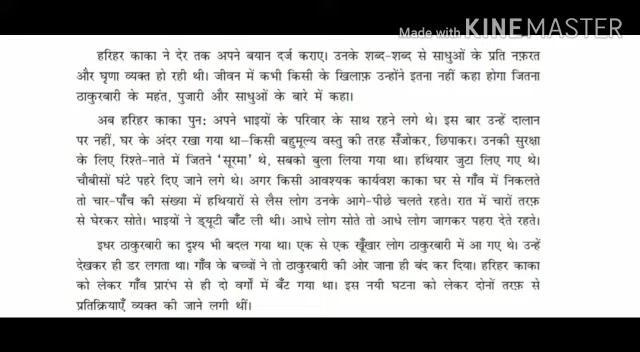 Made with KINEMASTER
हरिहर काका ने देर तक अपने बयान दर्ज कराए। उनके शब्द-शब्द से साधुओं के प्रति नफ़रत
और घृणा व्यक्त हो रही थी। जीवन में कभी किसी के खिलाफ़ उन्होंने इतना नहीं कहा होगा जितना
ठाकुरबारी के महंत, पुजारी और साधुओं के बारे में कहा।
अब हरिहर काका पुन: अपने भाइयों के परिवार के साथ रहने लगे थे। इस बार उन्हें दालान
पर नहीं, घर के अंदर रखा गया था–किसी बहुमूल्य वस्तु की तरह सँजोकर, छिपाकर। उनकी सुरक्षा
के लिए रिश्ते-नाते में जितने 'सूरमा' थे, सबको बुला लिया गया था। हथियार जुटा लिए गए थे।
चौबीसों घंटे पहरे दिए जाने लगे थे। अगर किसी आवश्यक कार्यवश काका घर से गाँव में निकलते
तो चार-पाँच की संख्या में हथियारों से लैस लोग उनके आगे-पीछे चलते रहते। रात में चारों तरफ़
से घेरकर सोते। भाइयों ने ड्यूटी बाँट ली थी। आधे लोग सोते तो आधे लोग जागकर पहरा देते रहते।
इधर ठाकुरबारी का दृश्य भी बदल गया था। एक से एक खूँखार लोग ठाकुरबारी में आ गए थे। उन्हें
देखकर ही डर लगता था। गाँव के बच्चों ने तो ठाकुरबारी की ओर जाना ही बंद कर दिया। हरिहर काका
को लेकर गाँव प्रारंभ से ही दो वर्गों में बँट गया था। इस नयी घटना को लेकर दोनों तरफ़ से
प्रतिक्रियाएँ व्यक्त की जाने लगी थीं।